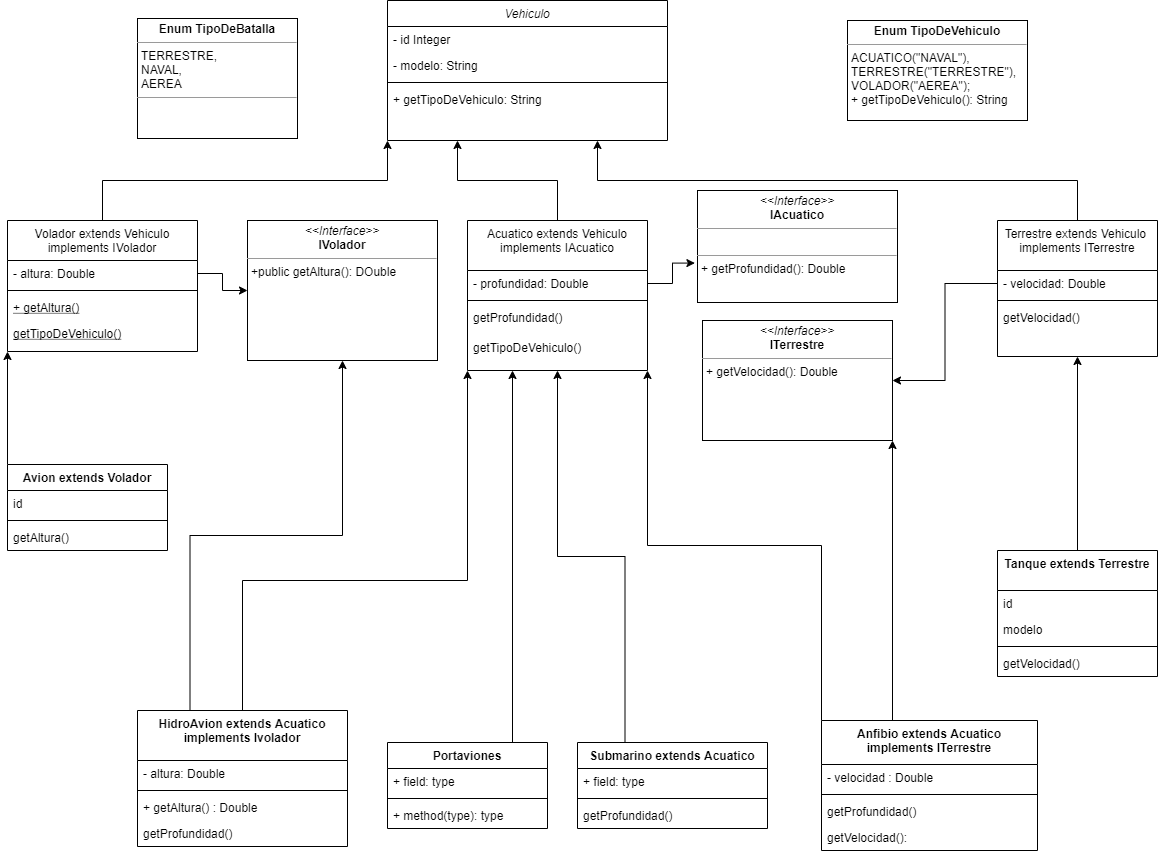 Enum TipoDeBatalla
TERRESTRE,
NAVAL,
AEREA
Vehiculo
- id Integer
- modelo: String
+ getTipoDeVehiculo: String
Enum TipoDeVehiculo
ACUATICO("NAVAL"),
TERRESTRE("TERRESTRE"),
VOLADOR("AEREA");
+ getTipoDeVehiculo(): String
Volador extends Vehiculo
implements IVolador
- altura: Double
+ getAltura()
getTipoDeVehiculo()
<<Interface>>
IVolador
+public getAltura(): DOuble
Acuatico extends Vehiculo
implements IAcuatico
- profundidad: Double
getProfundidad()
getTipoDeVehiculo()
<<Interface>>
IAcuatico
+ getProfundidad(): Double
<<Interface>>
ITerrestre
+ getVelocidad(): Double
Terrestre extends Vehiculo
implements ITerrestre
- velocidad: Double
getVelocidad()
Avion extends Volador
id
getAltura()
Tanque extends Terrestre
id
modelo
getVelocidad()
HidroAvion extends Acuatico
implements Ivolador
- altura: Double
+ getAltura() : Double
getProfundidad()
Portaviones
+ field: type
+ method(type): type
Submarino extends Acuatico
+ field: type
getProfundidad()
Anfibio extends Acuatico
implements ITerrestre
- velocidad : Double
getProfundidad()
getVelocidad():